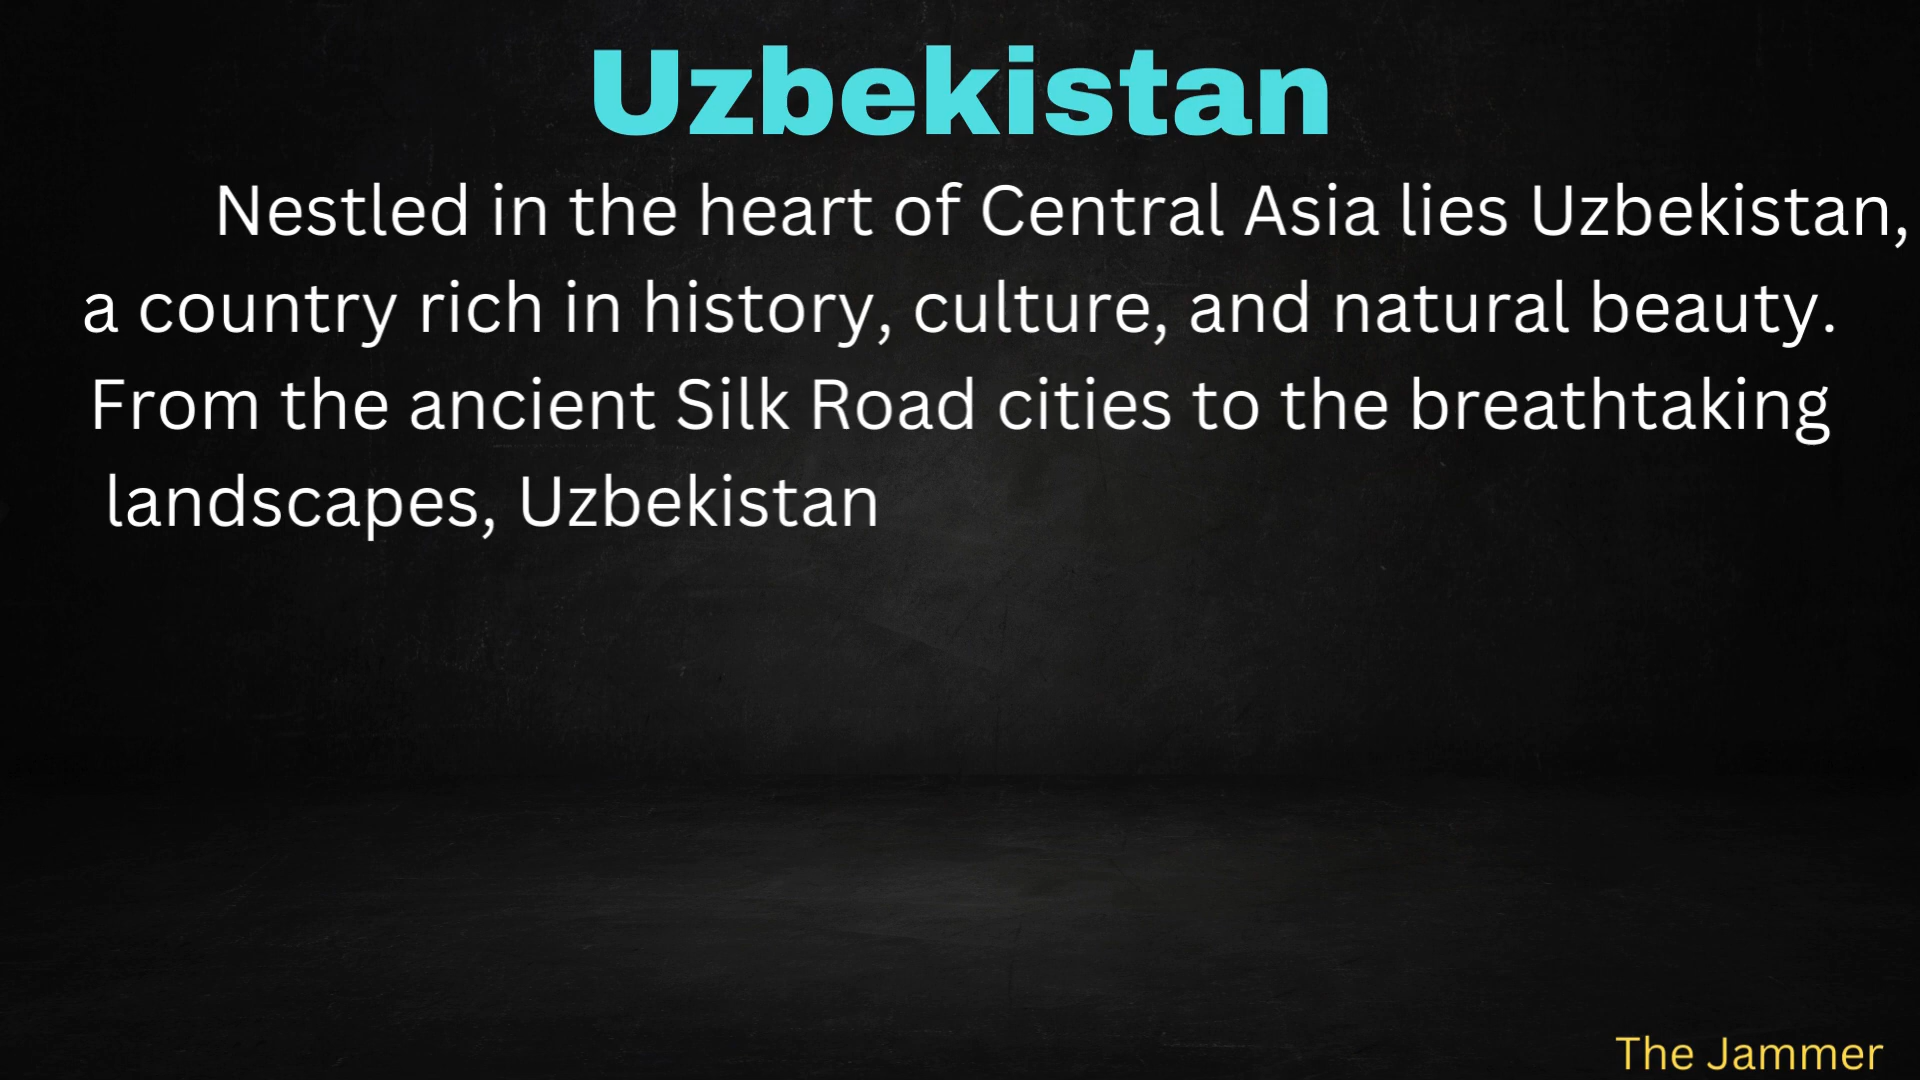 Uzbekistan
Nestled in the heart of Central Asia lies Uzbekistan,
a country rich in history, culture, and natural beauty.
From the ancient Silk Road cities to the breathtaking
landscapes, Uzbekistan
The Jammer